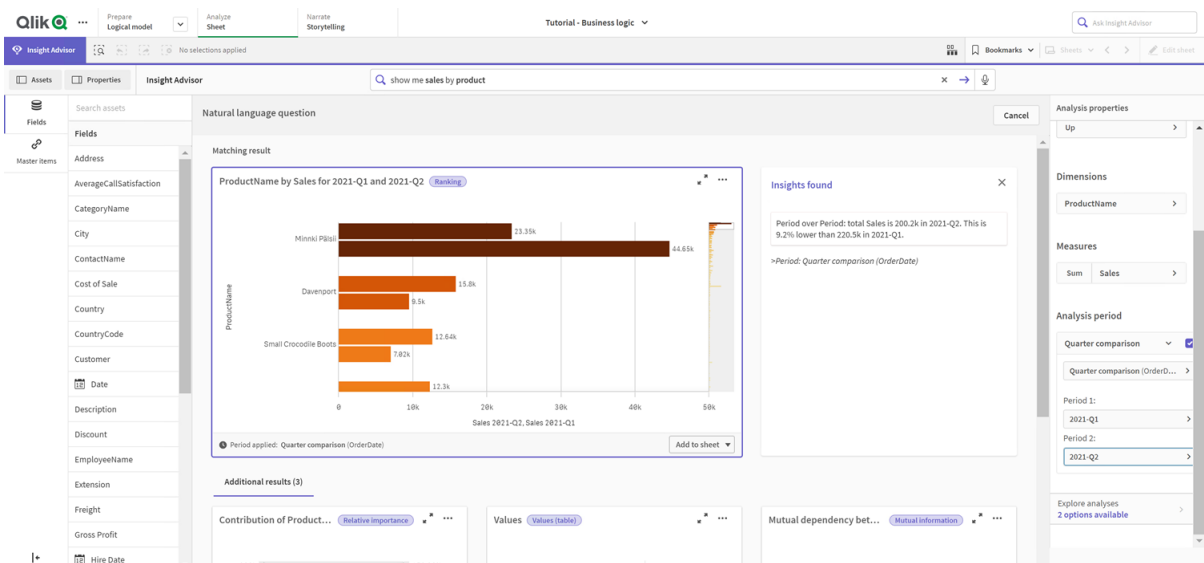 Qlik
Prepare
Logical model
Analyze
Sheet
Narrate
Storytelling
Tutorial - Business logic
Ask Insight Advisor
Insight Advisor
No selections applied
Bookmarks
Sheets
Edit sheet
Assets
Properties
Insight Advisor
show me sales by product
Fields
Master items
Search assets
Fields
Address
AverageCallSatisfaction
CategoryName
City
ContactName
Cost of Sale
Country
CountryCode
Customer
Date
Description
Discount
EmployeeName
Extension
Freight
Gross Profit
Hire Date
Natural language question
Cancel
Matching result
ProductName by Sales for 2021-Q1 and 2021-Q2
Ranking
ProductName
Minnki Pälsii
23.35k
44.65k
Davenport
15.8k
9.5k
Small Crocodile Boots
12.64k
7.02k
12.3k
0
10k
20k
30k
40k
50k
Sales 2021-Q2, Sales 2021-Q1
Period applied: Quarter comparison (OrderDate)
Add to sheet
Insights found
Period over Period: total Sales is 200.2k in 2021-Q2. This is
9.2% lower than 220.5k in 2021-Q1.
>Period: Quarter comparison (OrderDate)
Additional results (3)
Contribution of Product...
Relative importance
Values
Values (table)
Mutual dependency bet...
Mutual information
Analysis properties
Up
Dimensions
ProductName
Measures
Sum
Sales
Analysis period
Quarter comparison
Quarter comparison (OrderD...
Period 1:
2021-Q1
Period 2:
2021-Q2
Explore analyses
2 options available